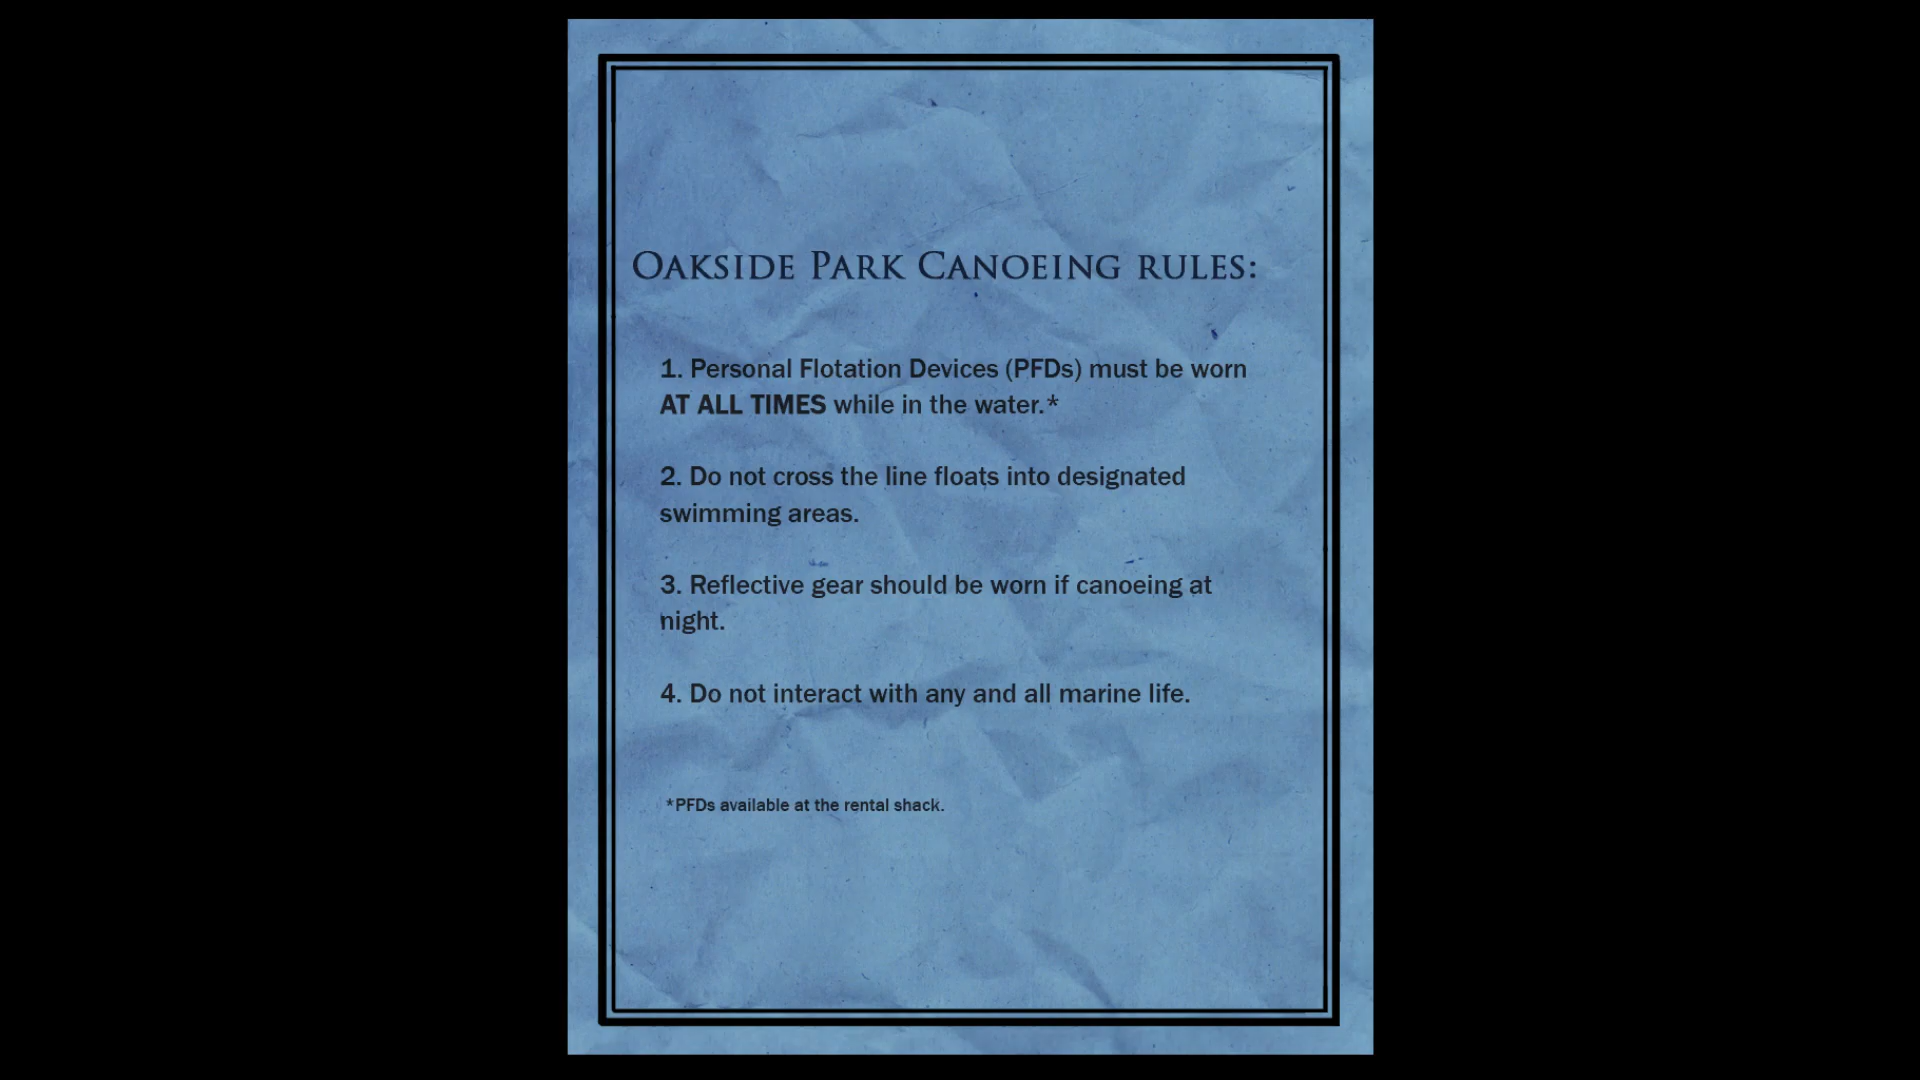 Oakside Park Canoeing rules:
1. Personal Flotation Devices (PFDs) must be worn
AT ALL TIMES while in the water.*
2. Do not cross the line floats into designated
swimming areas.
3. Reflective gear should be worn if canoeing at
night.
4. Do not interact with any and all marine life.
*PFDs available at the rental shack.